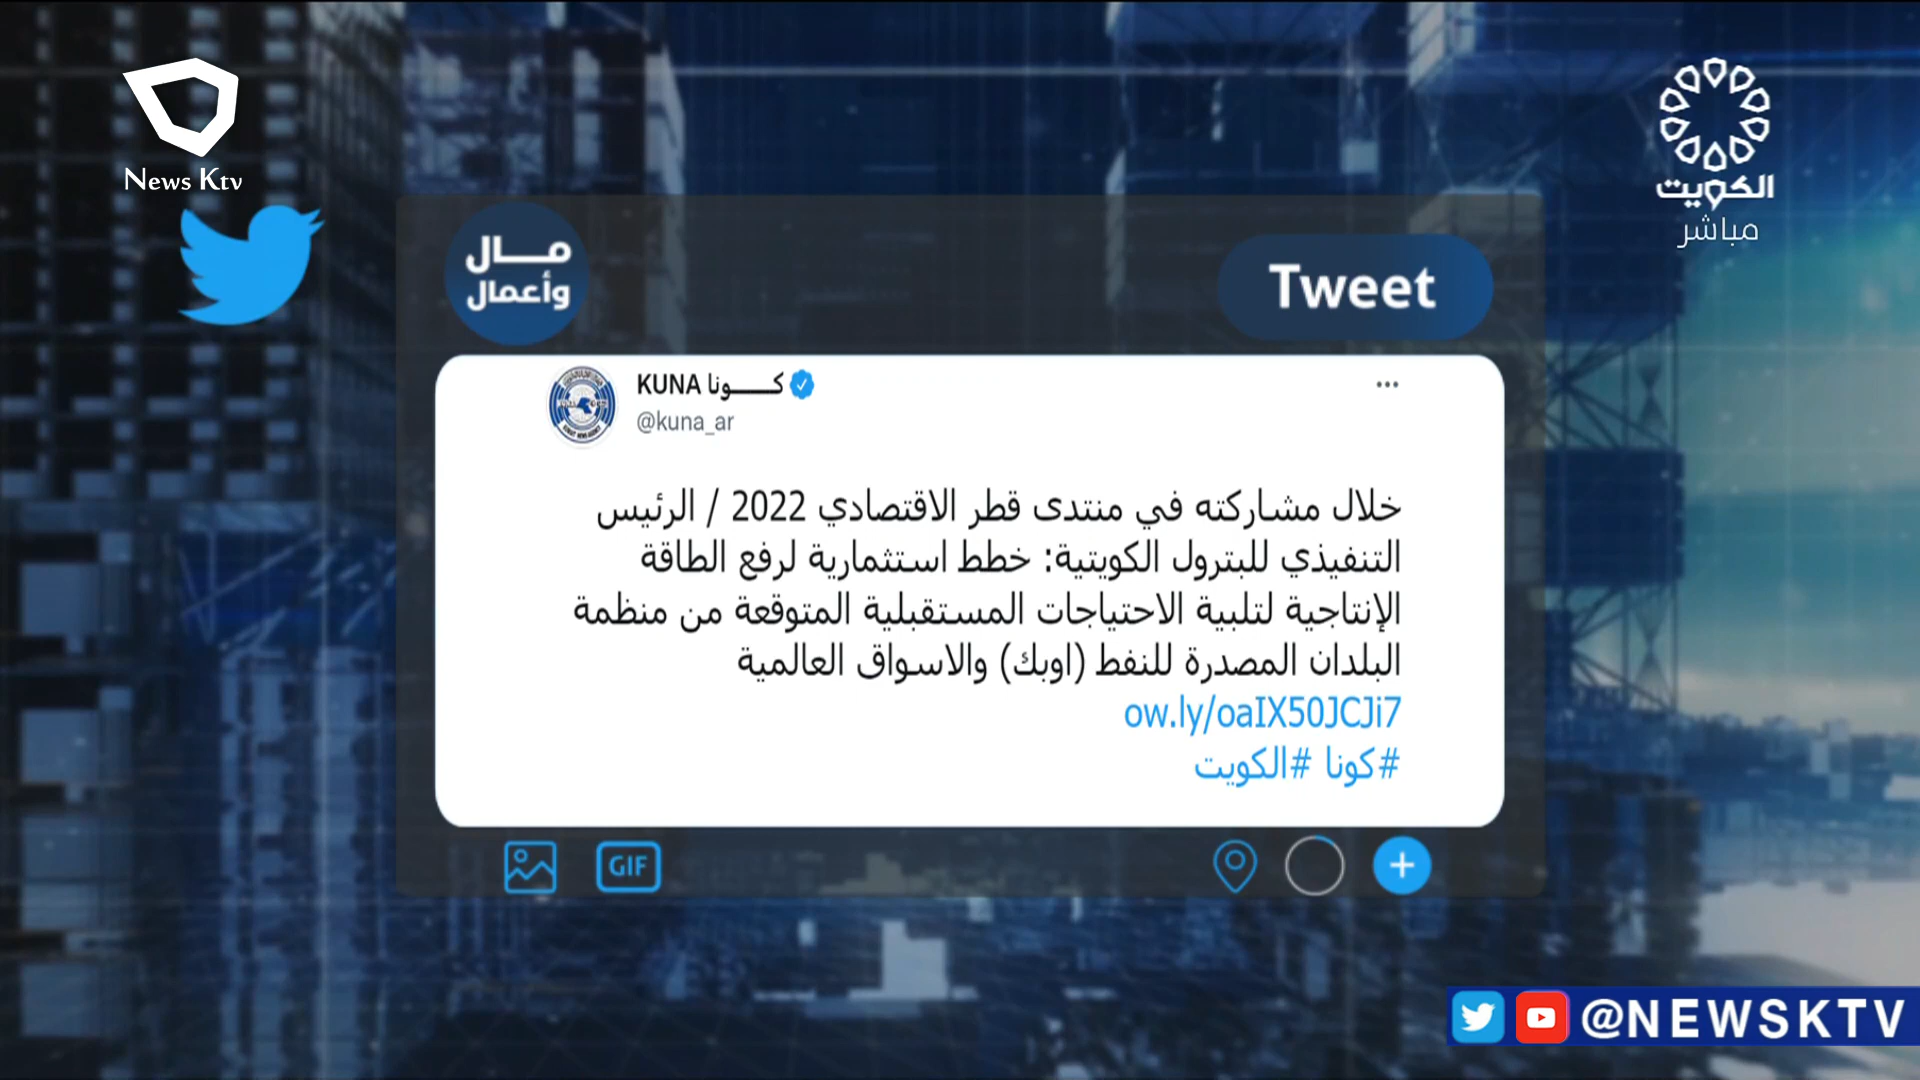 News Ktv
الكويت
مباشر
مـــال
وأعمال
Tweet
KUNA كـــــونا
@kuna_ar
خلال مشاركته في منتدى قطر الاقتصادي 2022 / الرئيس
التنفيذي للبترول الكويتية: خطط استثمارية لرفع الطاقة
الإنتاجية لتلبية الاحتياجات المستقبلية المتوقعة من منظمة
البلدان المصدرة للنفط (اوبك) والاسواق العالمية
ow.ly/oaIX50JCJi7
#كونا #الكويت
GIF
@NEWSKTV